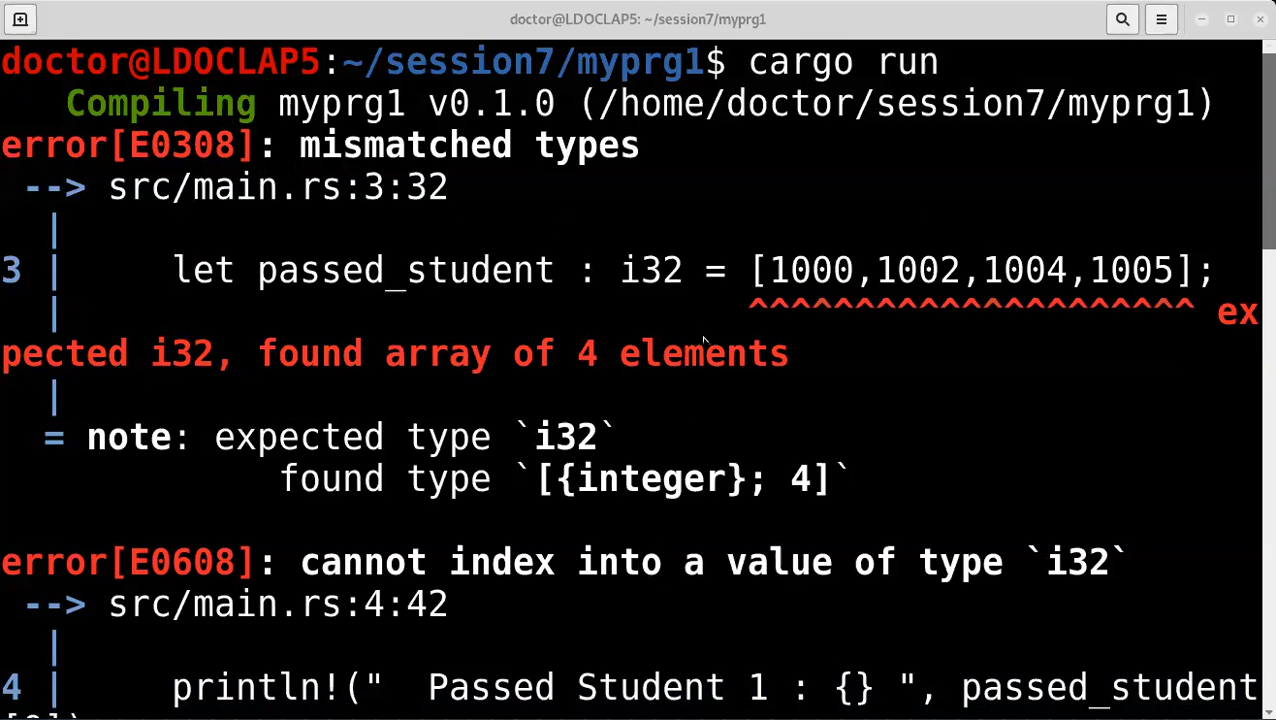 doctor@LDOCLAP5: ~/session7/myprg1
doctor@LDOCLAP5:~/session7/myprg1$ cargo run
Compiling myprg1 v0.1.0 (/home/doctor/session7/myprg1)
error[E0308]: mismatched types
--> src/main.rs:3:32
|
3 | let passed_student : i32 = [1000,1002,1004,1005];
| ^^^^^^^^^^^^^^^^^^^^^ ex
pected i32, found array of 4 elements
|
= note: expected type `i32`
found type `[{integer}; 4]`
error[E0608]: cannot index into a value of type `i32`
--> src/main.rs:4:42
|
4 | println!("  Passed Student 1 : {} ", passed_student